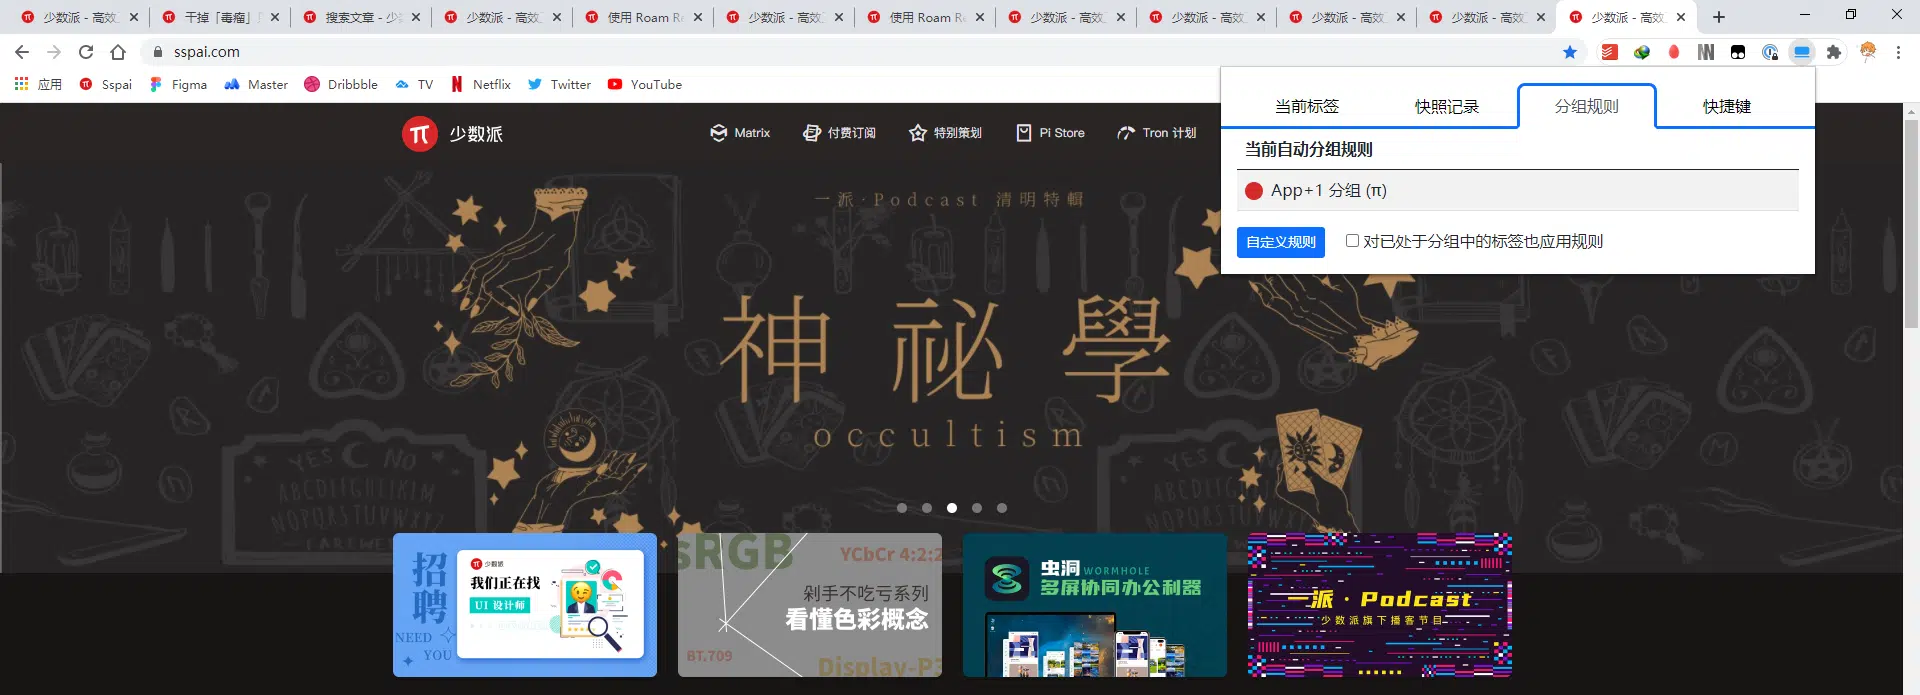 少数派 - 高效
干掉「毒瘤」
搜索文章 - 少
少数派 - 高效
使用 Roam R
少数派 - 高效
使用 Roam R
少数派 - 高效
少数派 - 高效
少数派 - 高效
少数派 - 高效
少数派 - 高效
sspai.com
应用
Sspai
Figma
Master
Dribbble
TV
Netflix
Twitter
YouTube
当前标签
快照记录
分组规则
快捷键
当前自动分组规则
App+1 分组 (π)
自定义规则
对已处于分组中的标签也应用规则
少数派
Matrix
付费订阅
特别策划
Pi Store
Tron 计划
一派·Podcast 清明特輯
神祕學
occultism
YES NO
ABCDEFGHIJKLM
NOPQRSTUVWXYZ
FAREWELL
YES NO
招聘
NEED
YOU
少数派
我们正在找
UI 设计师
sRGB
YCbCr 4:2:2
剁手不吃亏系列
看懂色彩概念
BT.709
Display-P3
虫洞 WORMHOLE
多屏协同办公利器
一派·Podcast
少数派旗下播客节目